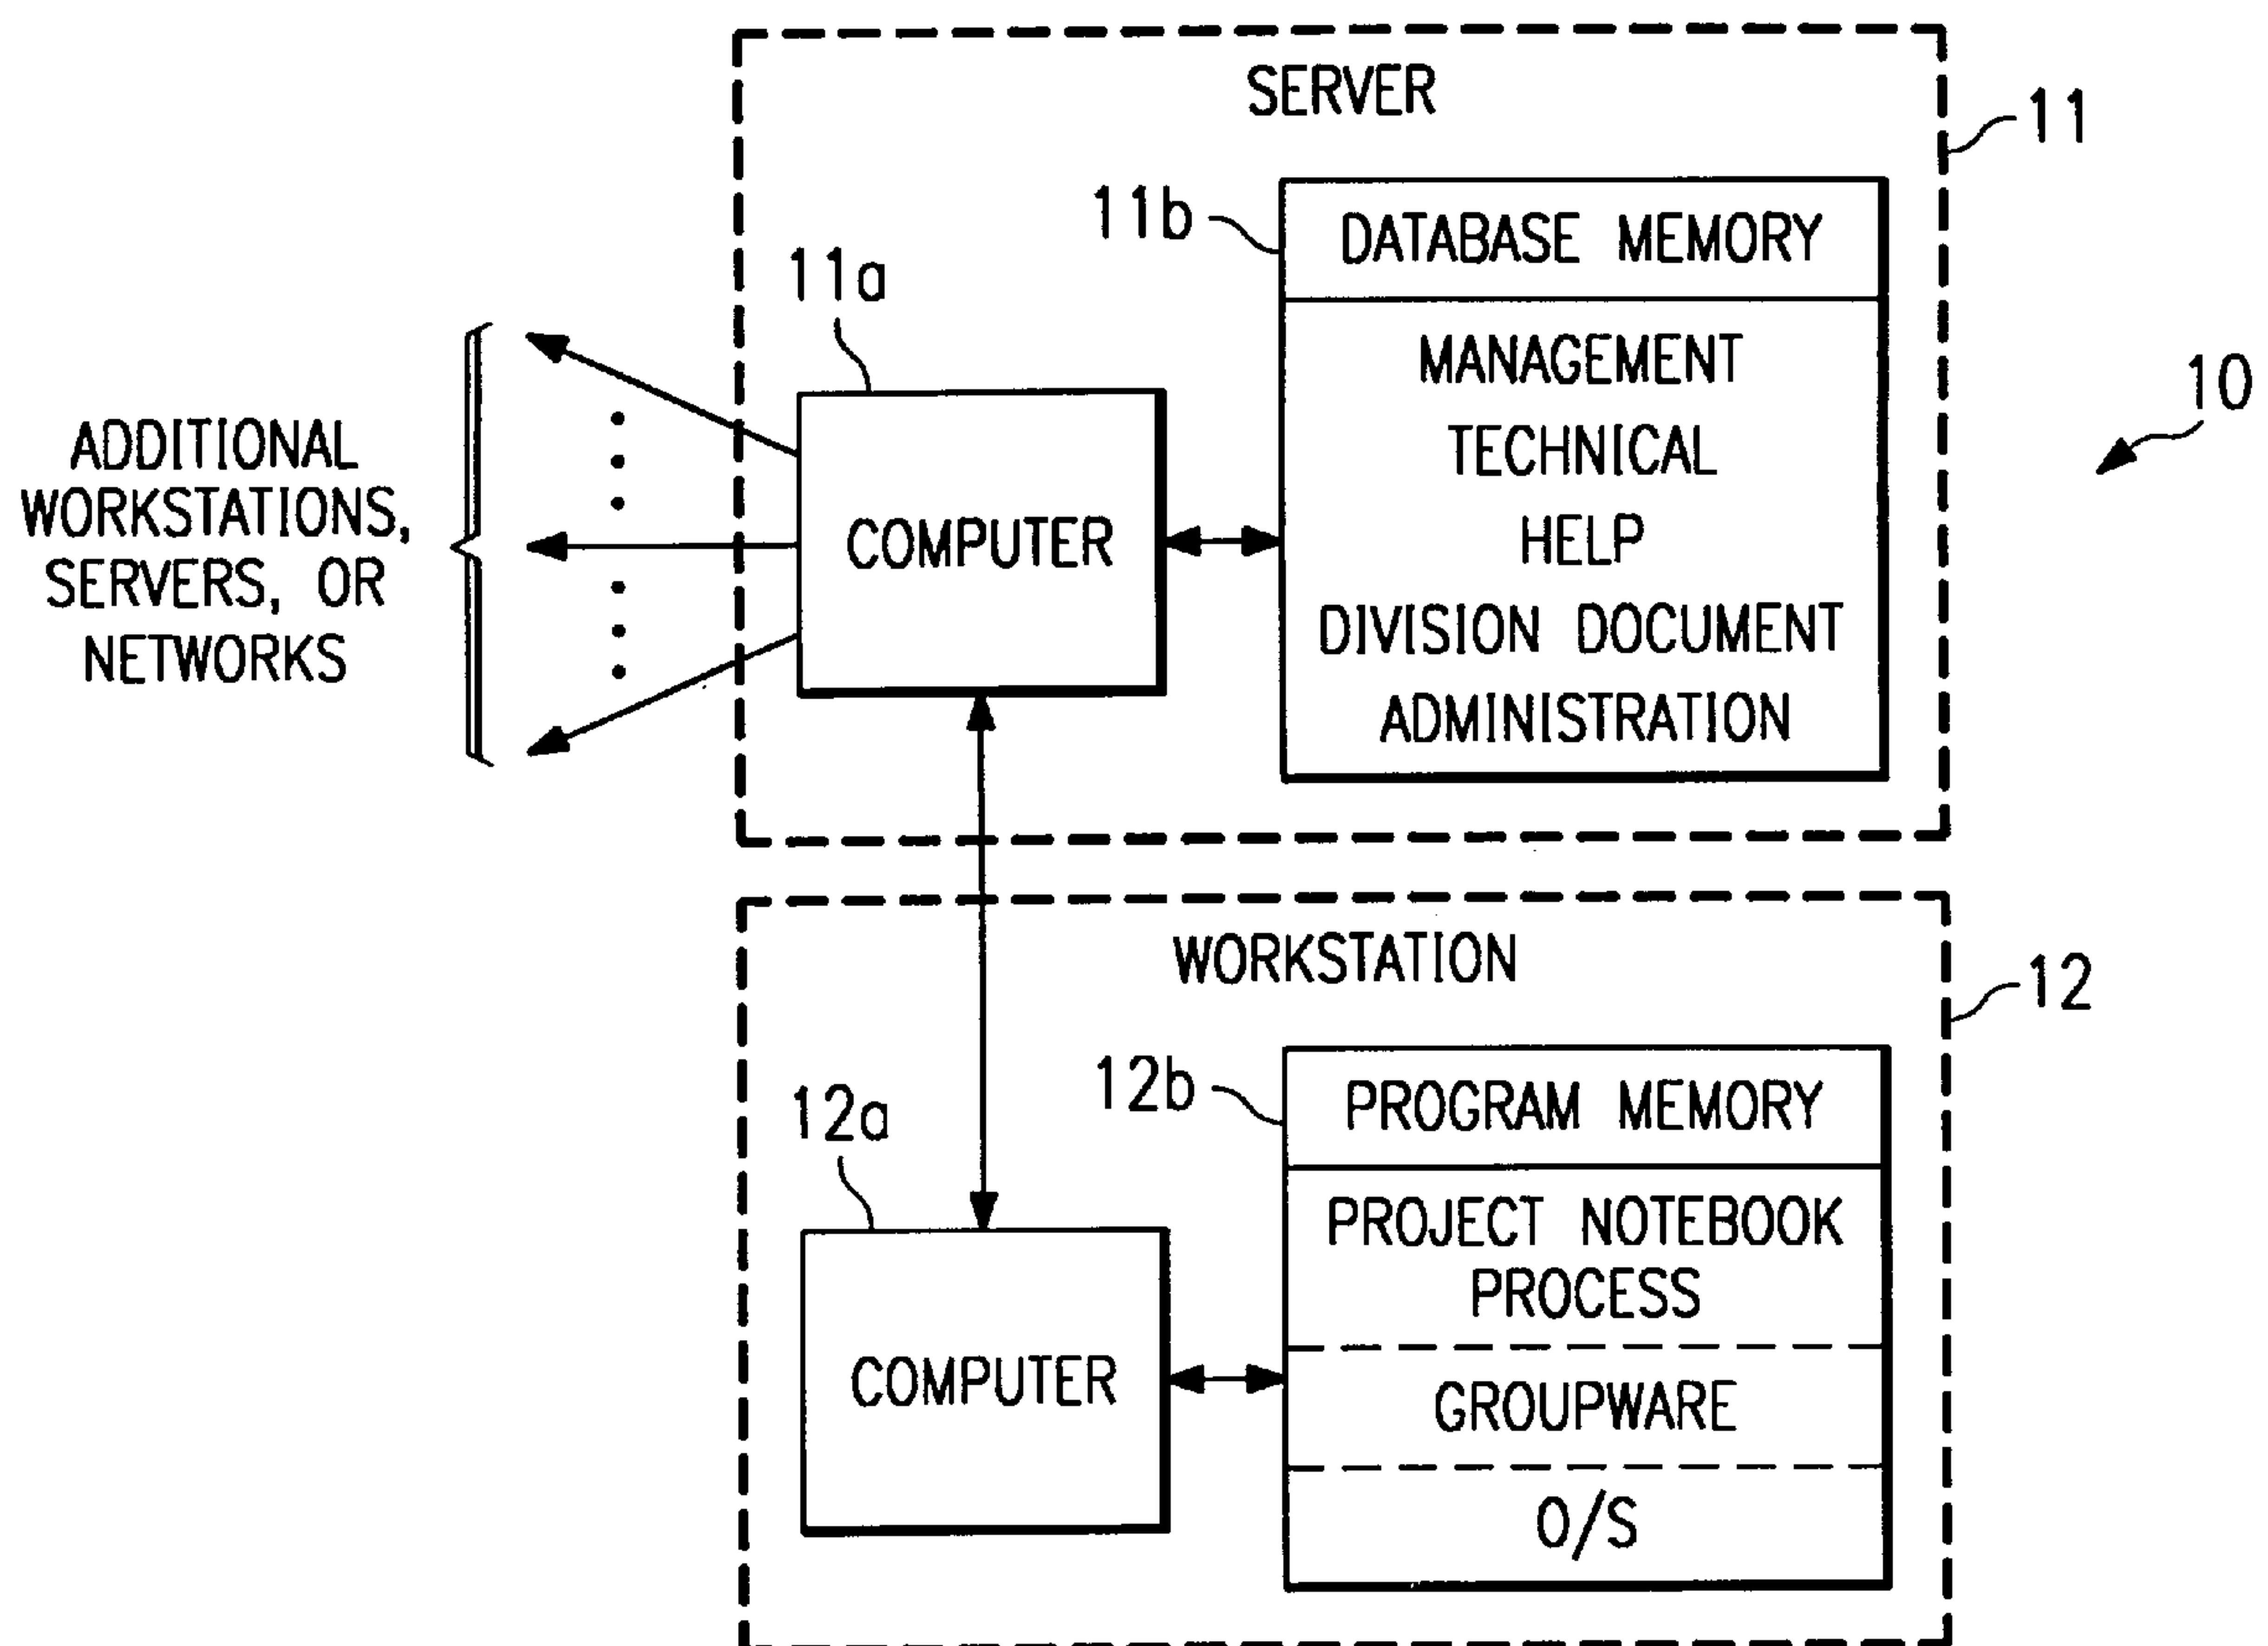 SERVER
11
11b
DATABASE MEMORY
11a
MANAGEMENT
TECHNICAL
HELP
DIVISION DOCUMENT
ADMINISTRATION
10
ADDITIONAL
WORKSTATIONS,
SERVERS, OR
NETWORKS
COMPUTER
WORKSTATION
12
12b
PROGRAM MEMORY
12a
PROJECT NOTEBOOK
PROCESS
COMPUTER
GROUPWARE
O/S